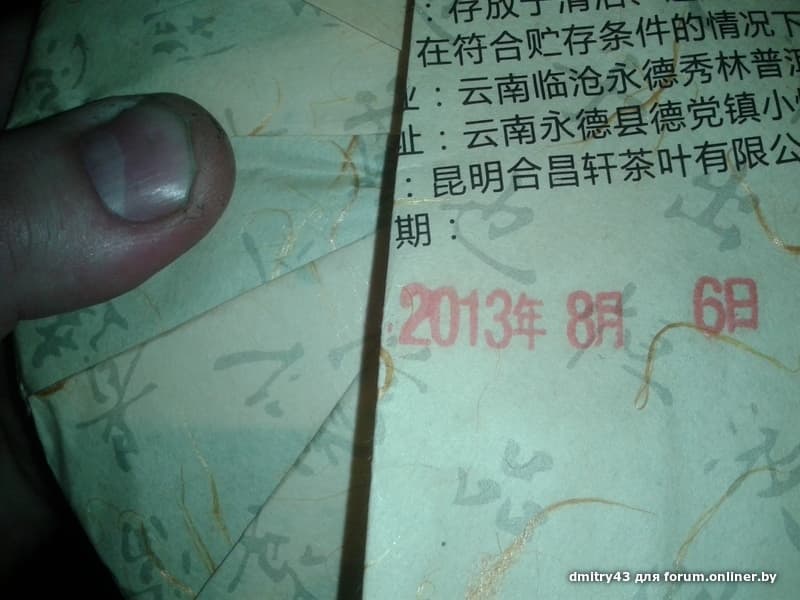 ：存放于清洁、
在符合贮存条件的情况下
业：云南临沧永德秀林普洱
址：云南永德县德党镇小
：昆明合昌轩茶叶有限公
期：
2013年 8月 6日
dmitry43 для forum.onliner.by